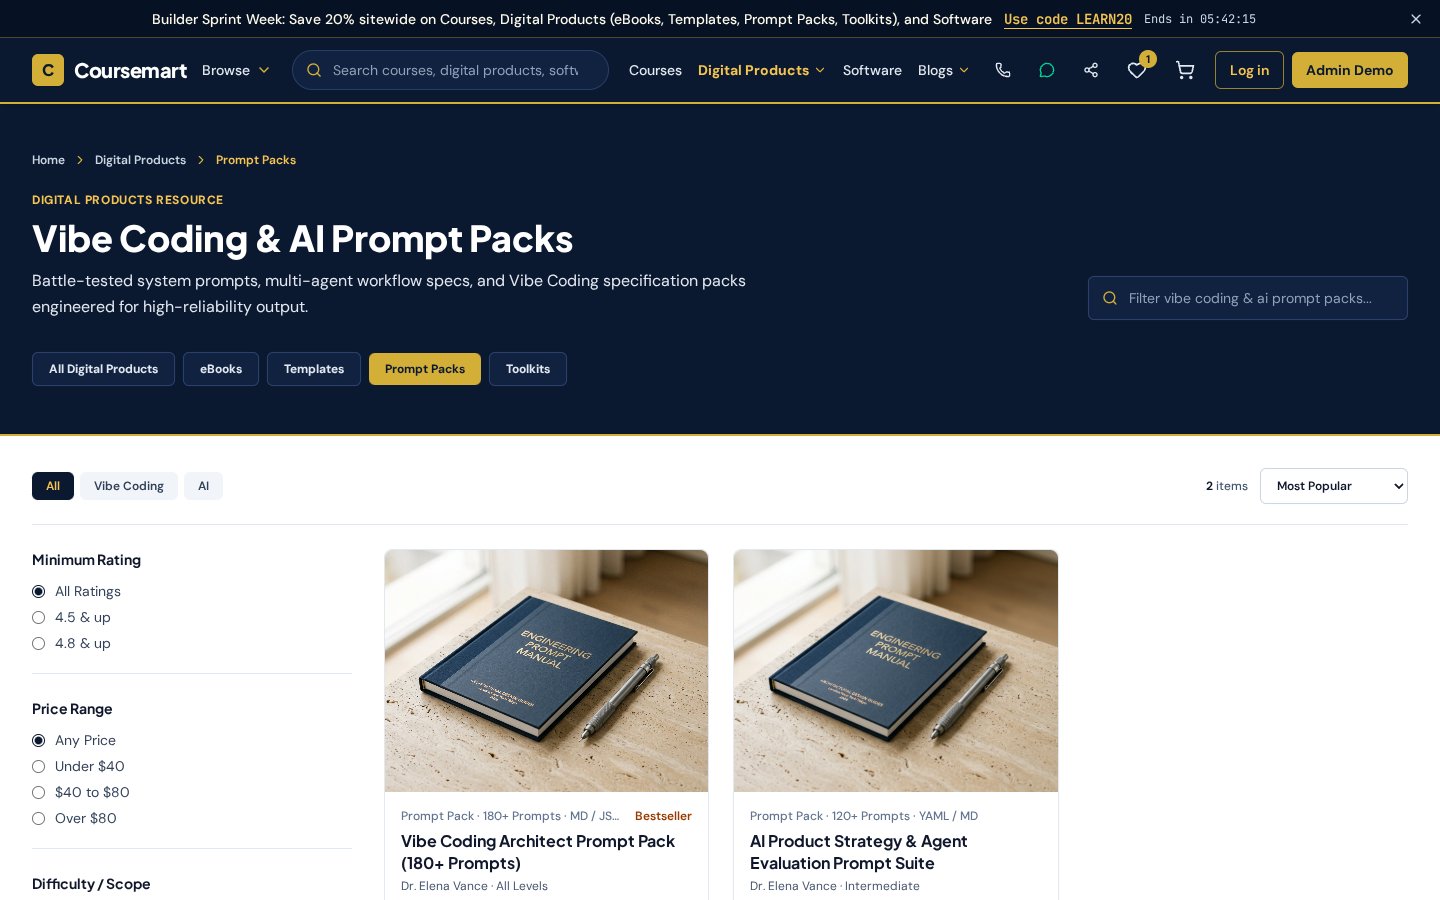 Builder Sprint Week: Save 20% sitewide on Courses, Digital Products (eBooks, Templates, Prompt Packs, Toolkits), and Software Use code LEARN20 Ends in 05:42:15
C Coursemart Browse Search courses, digital products, softw Courses Digital Products Software Blogs 1 Log in Admin Demo
Home Digital Products Prompt Packs
DIGITAL PRODUCTS RESOURCE
Vibe Coding & AI Prompt Packs
Battle-tested system prompts, multi-agent workflow specs, and Vibe Coding specification packs
engineered for high-reliability output.
Filter vibe coding & ai prompt packs...
All Digital Products eBooks Templates Prompt Packs Toolkits
All Vibe Coding AI 2 items Most Popular
Minimum Rating
All Ratings
4.5 & up
4.8 & up
Price Range
Any Price
Under $40
$40 to $80
Over $80
Difficulty / Scope
ENGINEERING
PROMPT
MANUAL
Prompt Pack · 180+ Prompts · MD / JS... Bestseller
Vibe Coding Architect Prompt Pack
(180+ Prompts)
Dr. Elena Vance · All Levels
ENGINEERING
PROMPT
MANUAL
Prompt Pack · 120+ Prompts · YAML / MD
AI Product Strategy & Agent
Evaluation Prompt Suite
Dr. Elena Vance · Intermediate